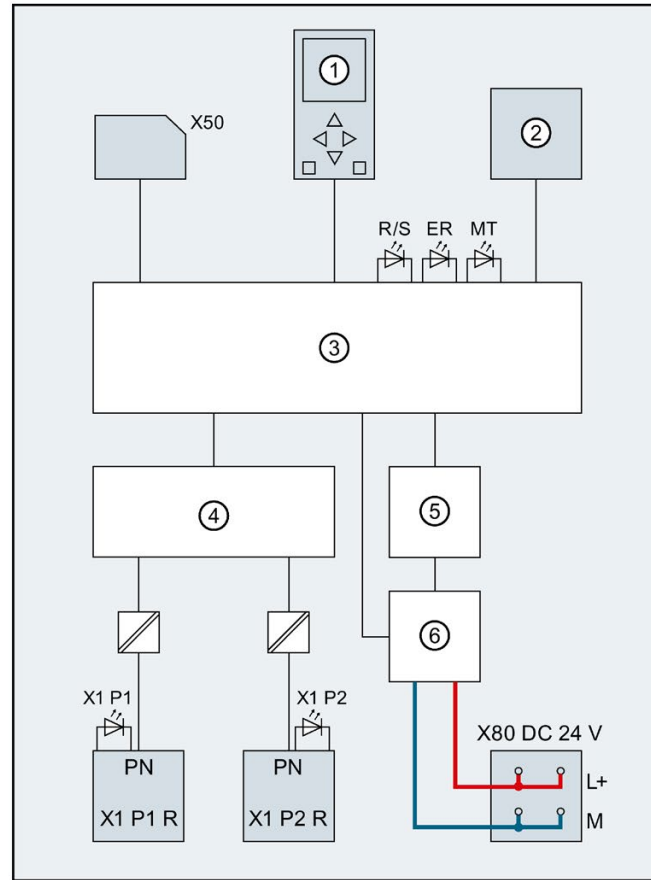 ①
X50
②
R/S ER MT
③
④
⑤
⑥
X1 P1
X1 P2
X80 DC 24 V
PN
PN
L+
X1 P1 R
X1 P2 R
M